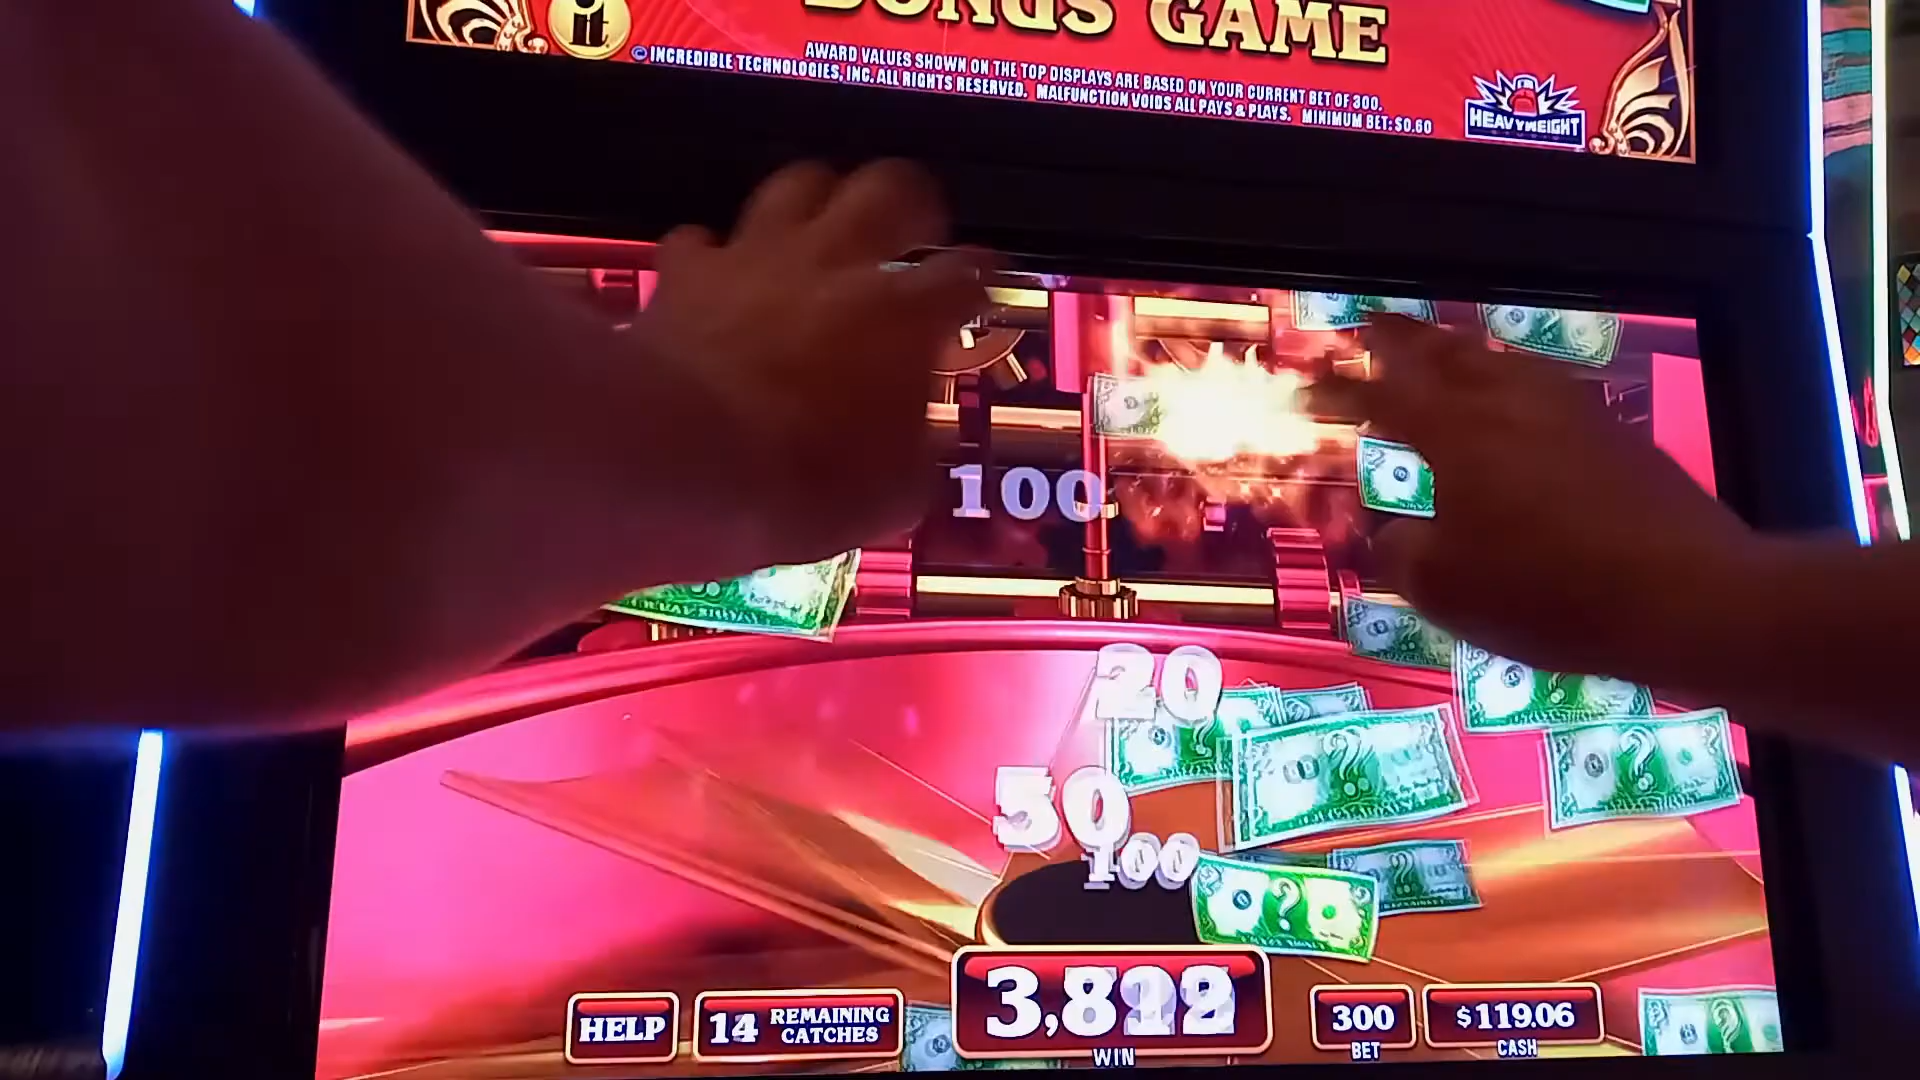 it
BONUS GAME
AWARD VALUES SHOWN ON THE TOP DISPLAYS ARE BASED ON YOUR CURRENT BET OF 300.
© INCREDIBLE TECHNOLOGIES, INC. ALL RIGHTS RESERVED. MALFUNCTION VOIDS ALL PAYS & PLAYS. MINIMUM BET: $0.60
HEAVYWEIGHT
100
20
50
100
HELP
14 REMAINING
CATCHES
WIN
300
BET
$119.06
CASH